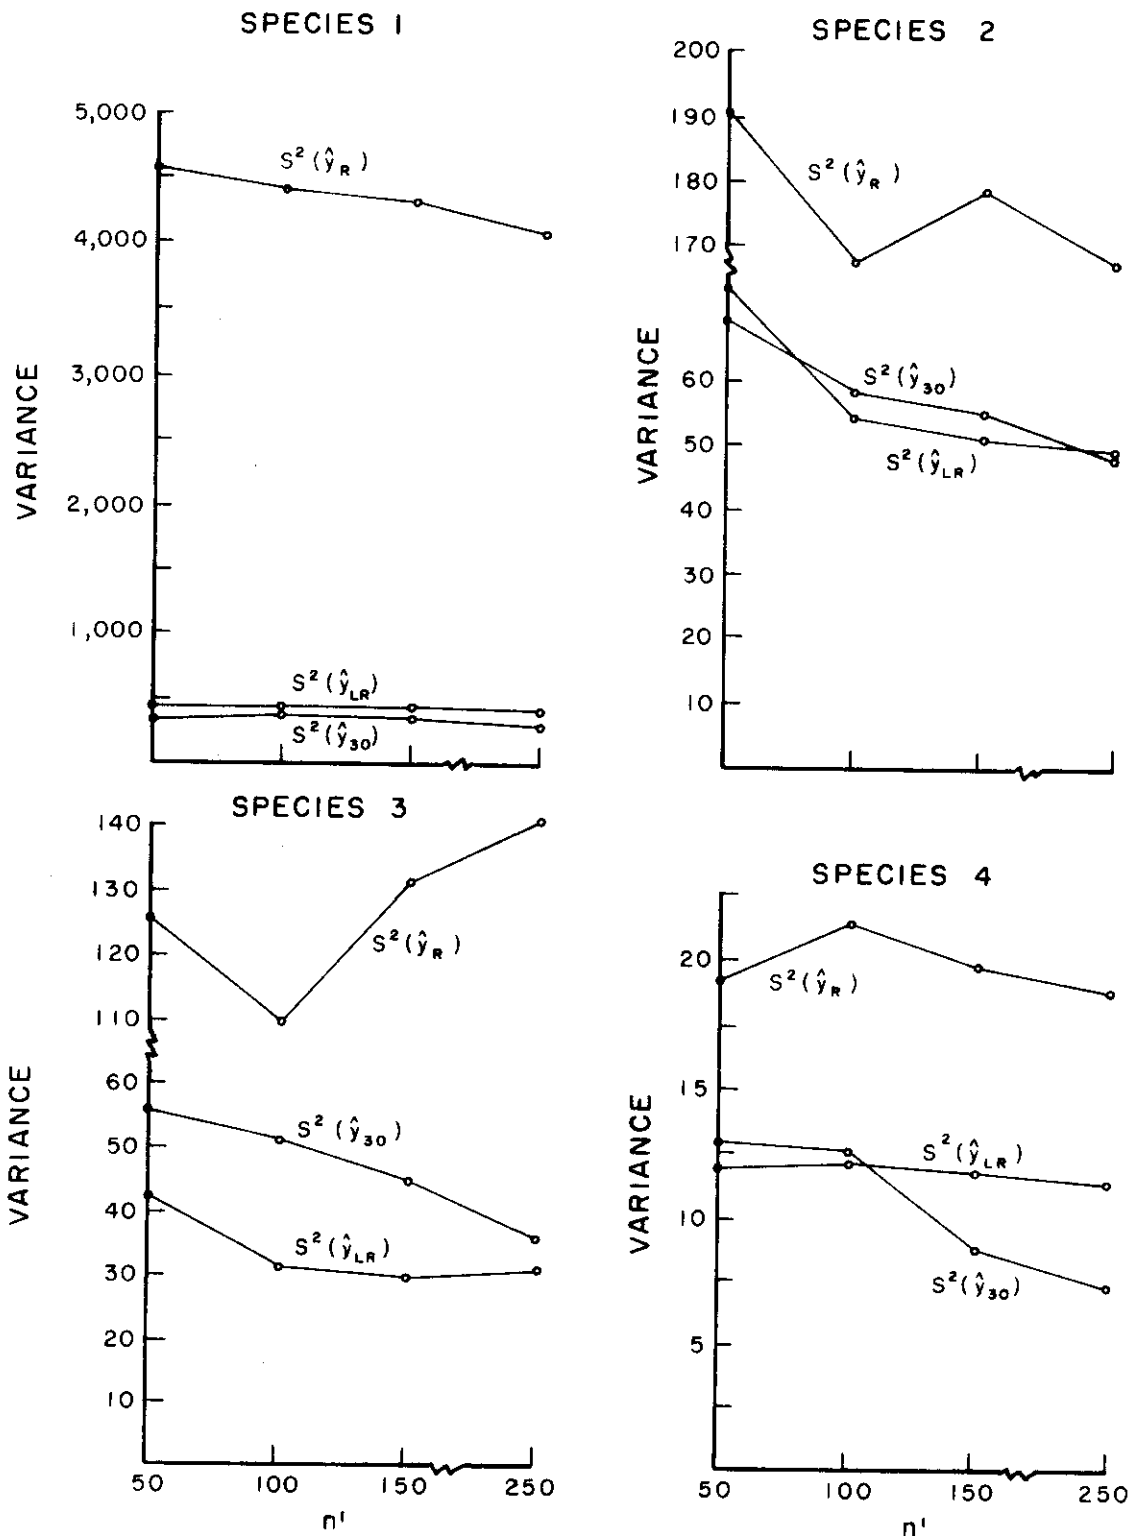 SPECIES 1
5,000
4,000
3,000
2,000
1,000
VARIANCE
S²(ŷR)
S²(ŷLR)
S²(ŷ30)
SPECIES 2
200
190
180
170
60
50
40
30
20
10
VARIANCE
S²(ŷR)
S²(ŷ30)
S²(ŷLR)
SPECIES 3
140
130
120
110
60
50
40
30
20
10
VARIANCE
S²(ŷR)
S²(ŷ30)
S²(ŷLR)
50 100 150 250
n'
SPECIES 4
20
15
10
5
VARIANCE
S²(ŷR)
S²(ŷLR)
S²(ŷ30)
50 100 150 250
n'